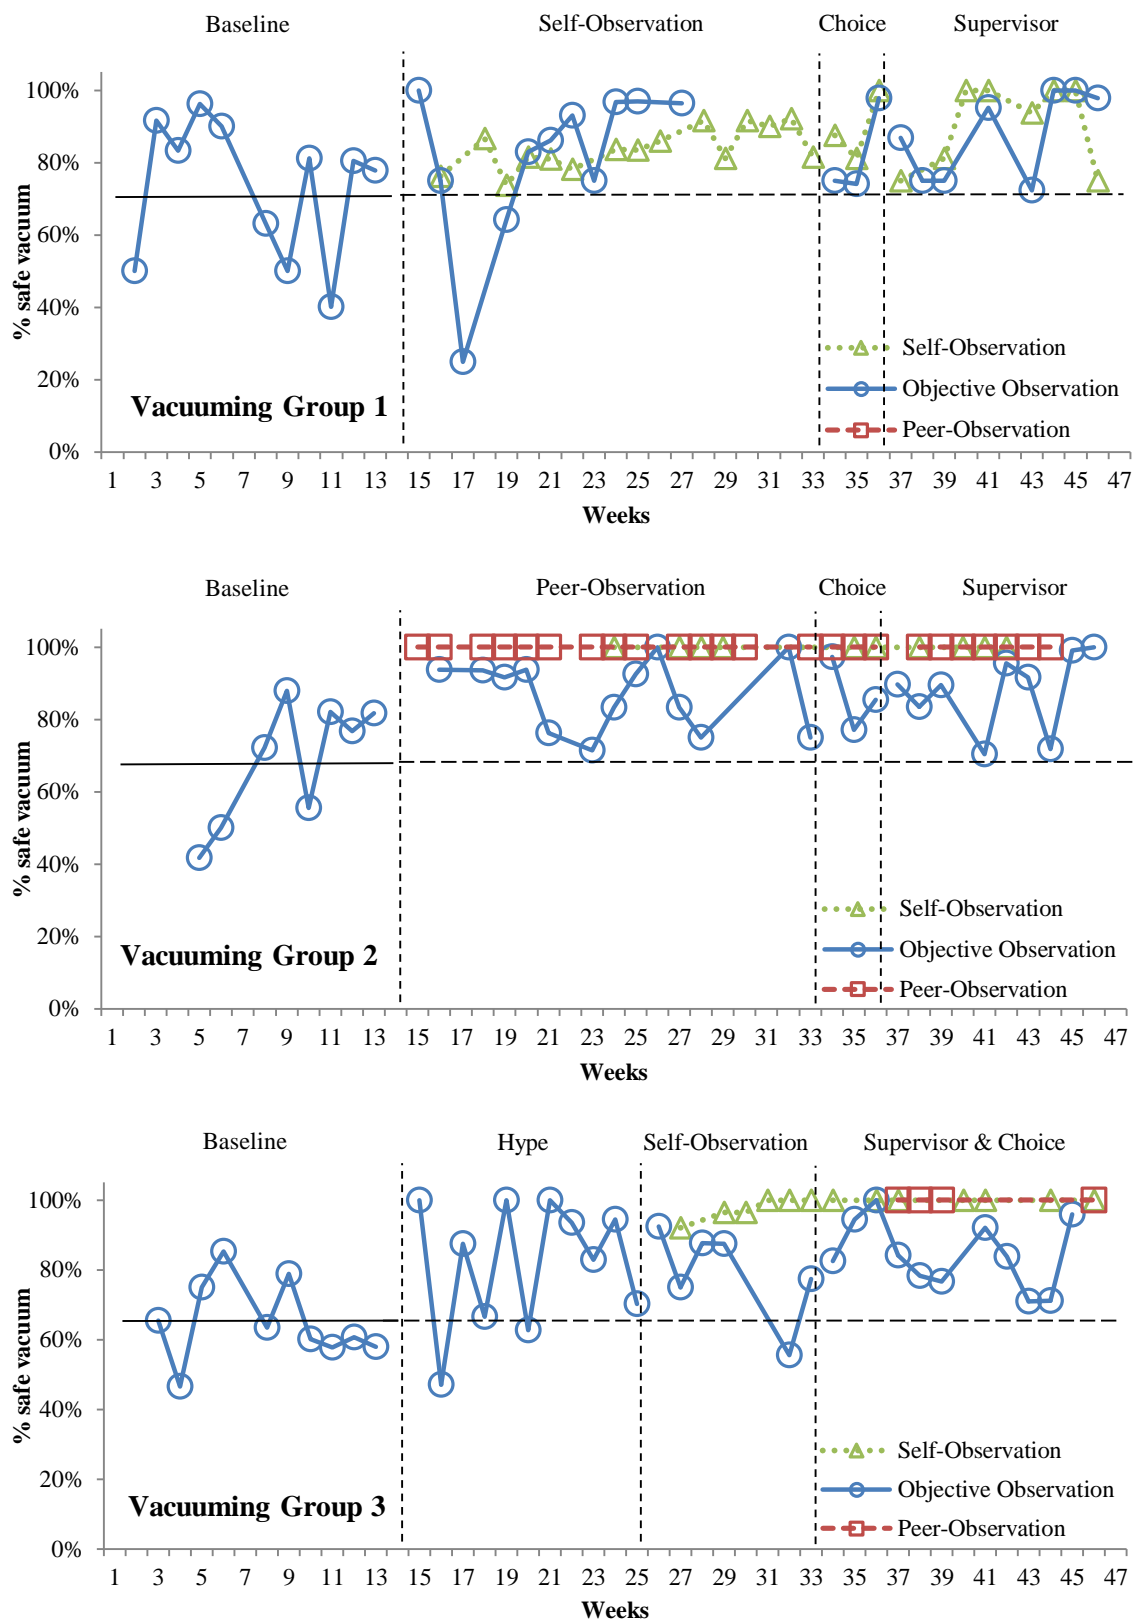 Baseline Self-Observation Choice Supervisor
100%
80%
60%
40%
20%
0%
% safe vacuum
Vacuuming Group 1
Self-Observation
Objective Observation
Peer-Observation
1 3 5 7 9 11 13 15 17 19 21 23 25 27 29 31 33 35 37 39 41 43 45 47
Weeks
Baseline Peer-Observation Choice Supervisor
100%
80%
60%
40%
20%
0%
% safe vacuum
Vacuuming Group 2
Self-Observation
Objective Observation
Peer-Observation
1 3 5 7 9 11 13 15 17 19 21 23 25 27 29 31 33 35 37 39 41 43 45 47
Weeks
Baseline Hype Self-Observation Supervisor & Choice
100%
80%
60%
40%
20%
0%
% safe vacuum
Vacuuming Group 3
Self-Observation
Objective Observation
Peer-Observation
1 3 5 7 9 11 13 15 17 19 21 23 25 27 29 31 33 35 37 39 41 43 45 47
Weeks